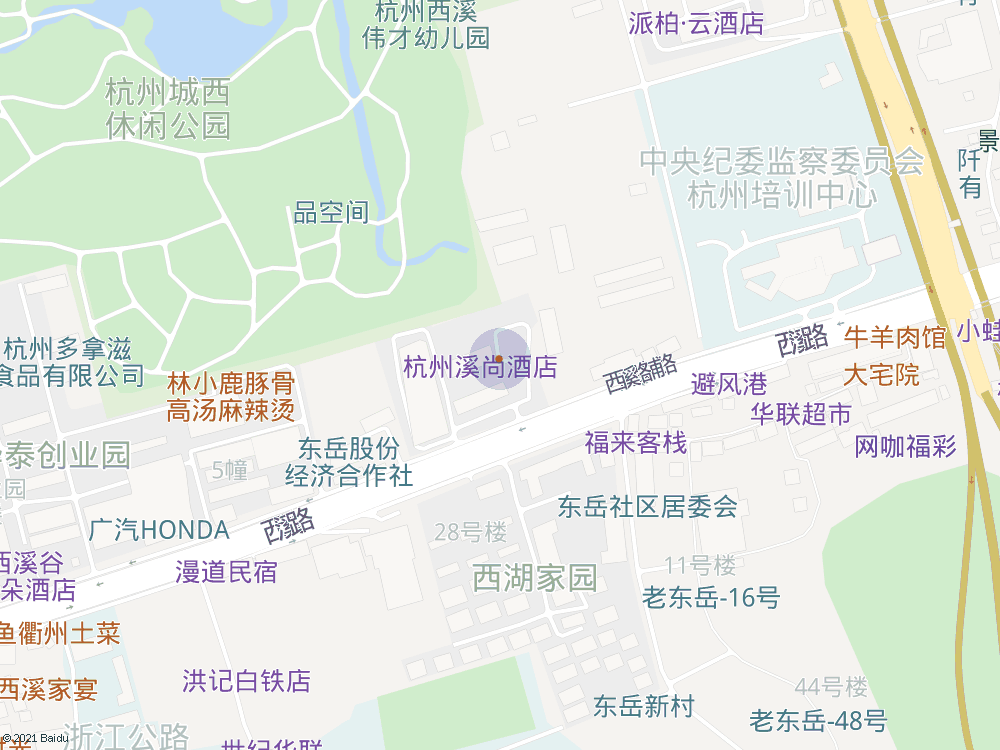 杭州西溪
伟才幼儿园
派柏·云酒店
杭州城西
休闲公园
中央纪委监察委员会
杭州培训中心
景
阡
有
品空间
杭州多拿滋
食品有限公司
林小鹿豚骨
高汤麻辣烫
杭州溪尚酒店
西溪路辅路
西溪路
牛羊肉馆
大宅院
小蛙
避风港
华联超市
网咖福彩
福来客栈
泰创业园
园
5幢
东岳股份
经济合作社
广汽HONDA
西溪路
28号楼
东岳社区居委会
11号楼
西溪谷
朵酒店
漫道民宿
西湖家园
老东岳-16号
鱼衢州土菜
西溪家宴
洪记白铁店
东岳新村
44号楼
老东岳-48号
浙江公路
世纪华联
© 2021 Baidu